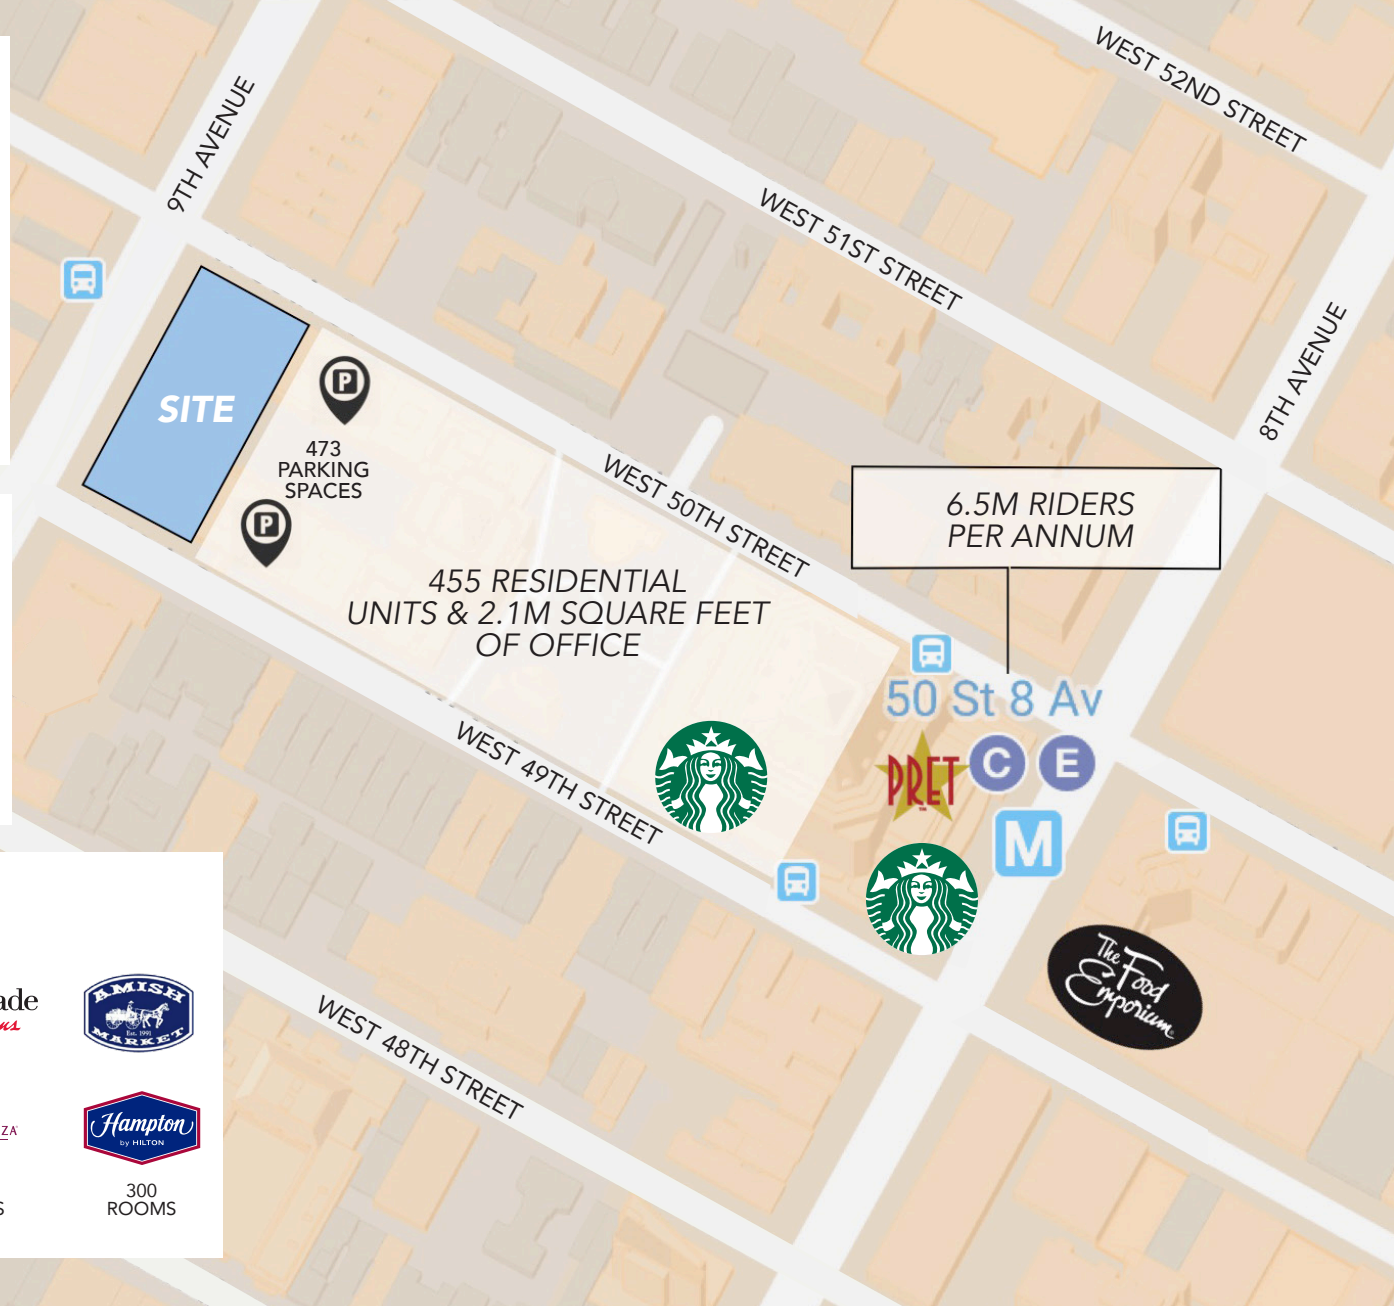 WEST 52ND STREET
9TH AVENUE
WEST 51ST STREET
8TH AVENUE
SITE
P
473
PARKING
SPACES
P
WEST 50TH STREET
6.5M RIDERS
PER ANNUM
455 RESIDENTIAL
UNITS & 2.1M SQUARE FEET
OF OFFICE
50 St 8 Av
PRET
C
E
M
WEST 49TH STREET
The Food
Emporium
AMISH
Est. 1991
MARKET
WEST 48TH STREET
Hampton
by HILTON
300
ROOMS